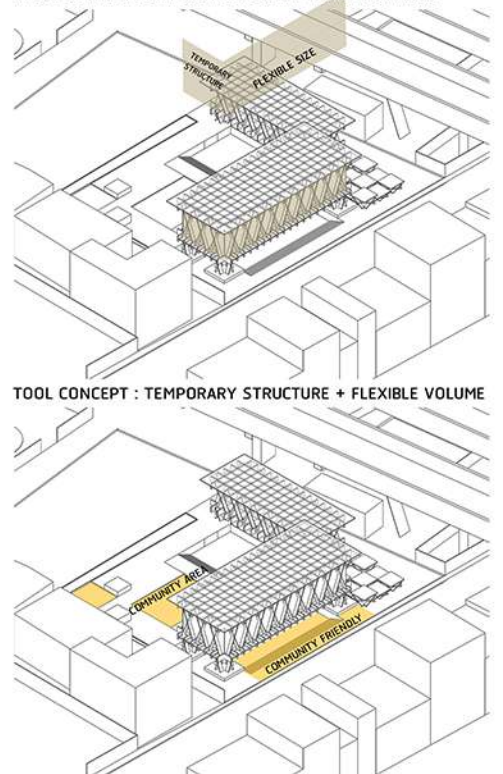 TEMPORARY
STRUCTURE
FLEXIBLE SIZE
TOOL CONCEPT : TEMPORARY STRUCTURE + FLEXIBLE VOLUME
COMMUNITY AREA
COMMUNITY FRIENDLY